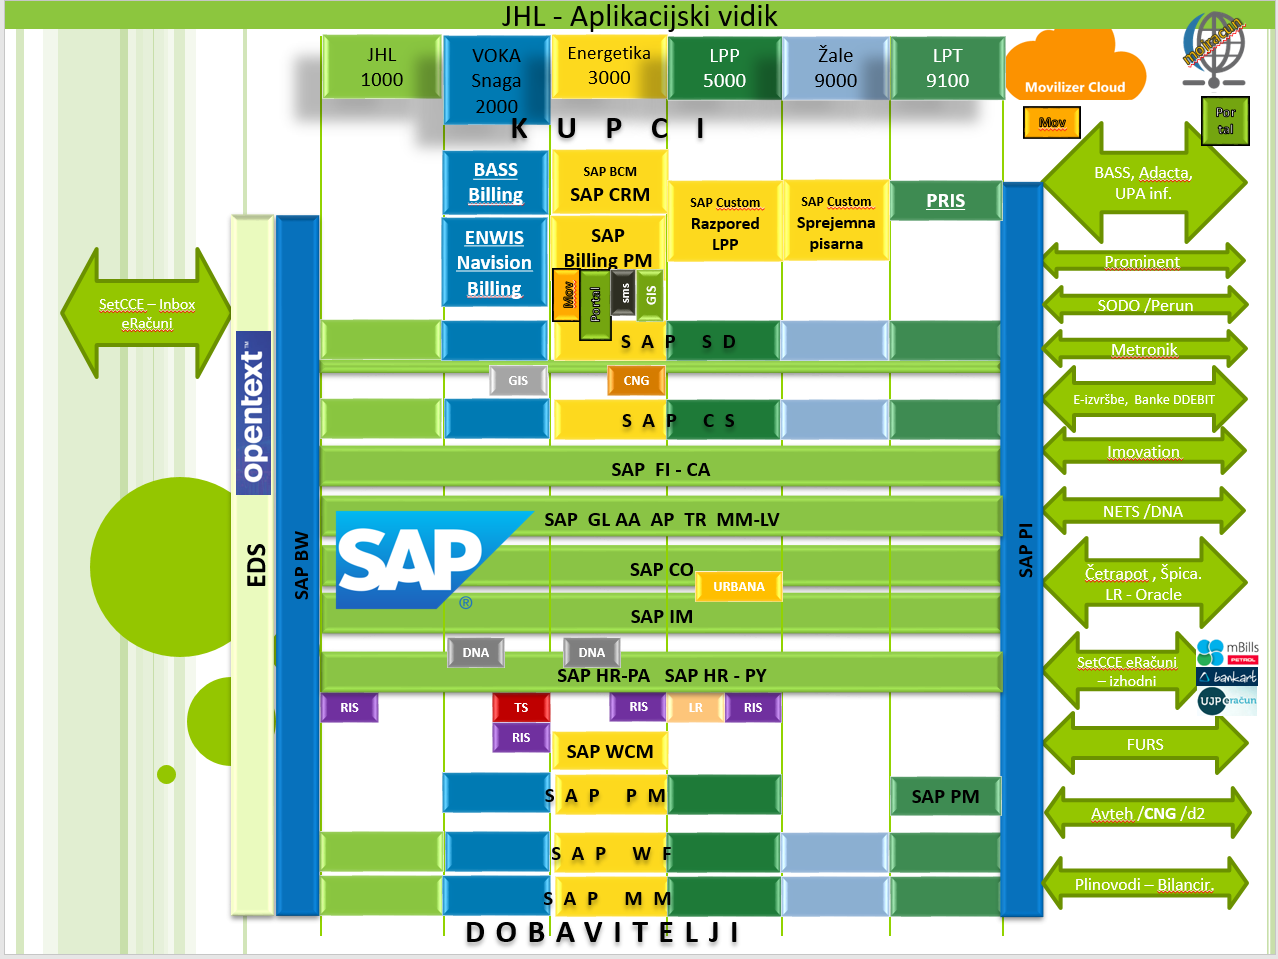 JHL - Aplikacijski vidik
JHL
1000
VOKA
Snaga
2000
Energetika
3000
LPP
5000
Žale
9000
LPT
9100
Movilizer Cloud
mojracun
Mov
Por
tal
K U P C I
BASS
Billing
SAP BCM
SAP CRM
SAP Custom
Razpored
LPP
SAP Custom
Sprejemna
pisarna
PRIS
BASS, Adacta,
UPA inf.
ENWIS
Navision
Billing
SAP
Billing PM
Mov
Portal
sms
GIS
Prominent
SetCCE – Inbox
eRačuni
SODO /Perun
S A P S D
Metronik
opentext™
GIS
CNG
E-izvršbe, Banke DDEBIT
S A P C S
Imovation
SAP FI - CA
SAP GL AA AP TR MM-LV
NETS /DNA
SAP
®
EDS
SAP BW
SAP PI
SAP CO
URBANA
Četrapot , Špica.
LR - Oracle
SAP IM
DNA
DNA
SetCCE eRačuni
– izhodni
mBills
PETROL
bankart
UJP eračun
SAP HR-PA SAP HR - PY
RIS
TS
RIS
LR
RIS
RIS
FURS
SAP WCM
S A P P M
SAP PM
Avteh /CNG /d2
S A P W F
S A P M M
Plinovodi – Bilancir.
D O B A V I T E L J I